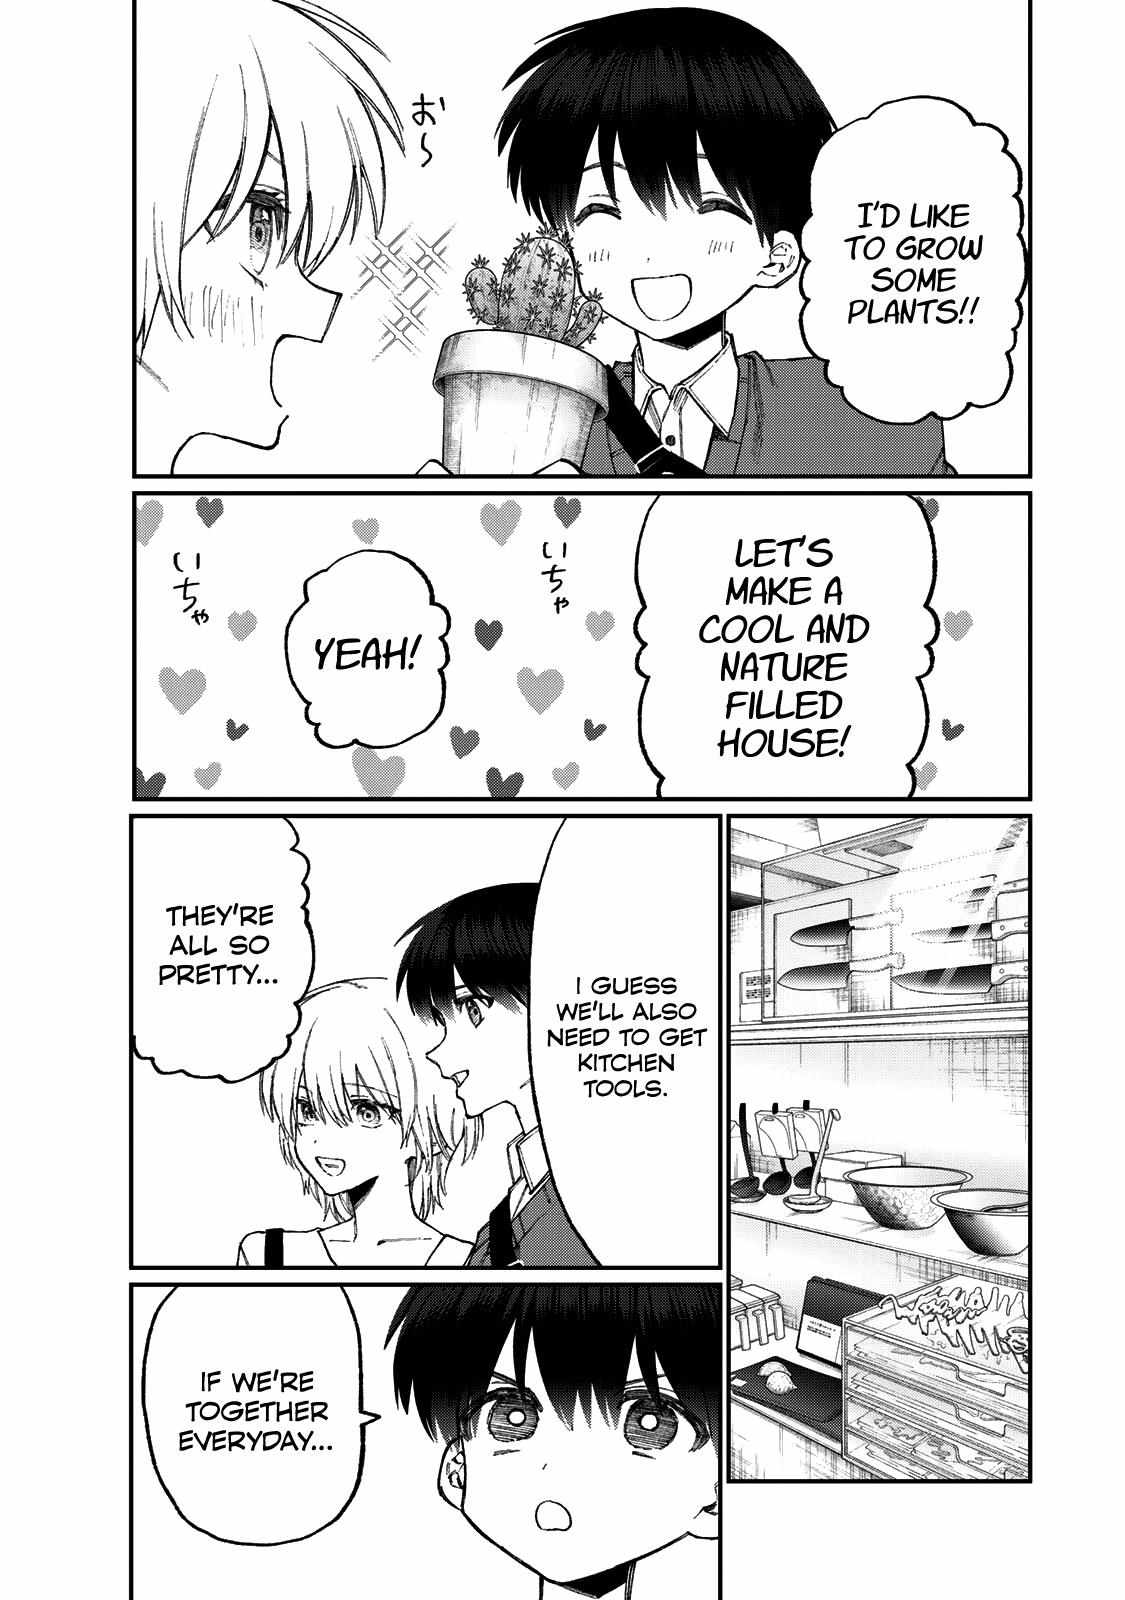 I'D LIKE
TO GROW
SOME
PLANTS!!
お～
LET'S
MAKE A
COOL AND
NATURE
FILLED
HOUSE!
いちゃ
YEAH!
いちゃ
I GUESS
WE'LL ALSO
NEED TO GET
KITCHEN
TOOLS.
THEY'RE
ALL SO
PRETTY...
IF WE'RE
TOGETHER
EVERYDAY...